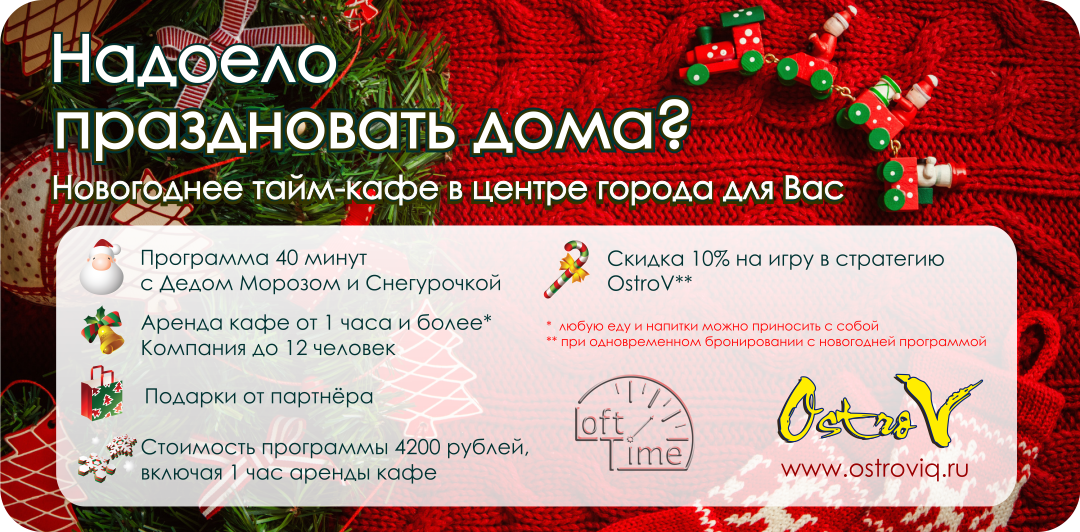 Надоело
праздновать дома?
Новогоднее тайм-кафе в центре города для Вас
Программа 40 минут
с Дедом Морозом и Снегурочкой
Аренда кафе от 1 часа и более*
Компания до 12 человек
Подарки от партнёра
Стоимость программы 4200 рублей,
включая 1 час аренды кафе
Скидка 10% на игру в стратегию
OstroV**
* любую еду и напитки можно приносить с собой
** при одновременном бронировании с новогодней программой
Loft
Time
OstroV
www.ostroviq.ru